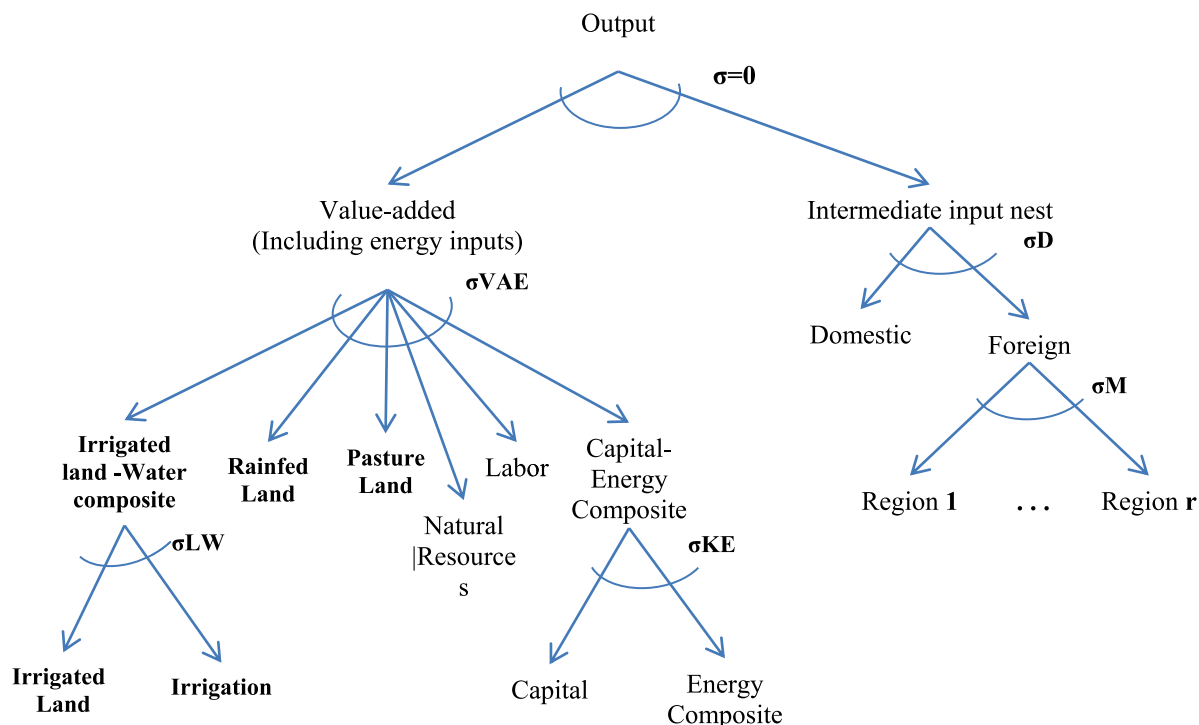 Output
σ=0
Value-added
(Including energy inputs)
Intermediate input nest
σD
σVAE
Domestic
Foreign
σM
Irrigated
land -Water
composite
Rainfed
Land
Pasture
Land
Labor
Capital-
Energy
Composite
Natural
|Resource
s
Region 1
. . .
Region r
σLW
σKE
Irrigated
Land
Irrigation
Capital
Energy
Composite